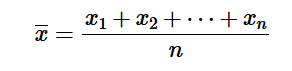 x̄ = (x₁ + x₂ + ⋯ + xₙ) / n